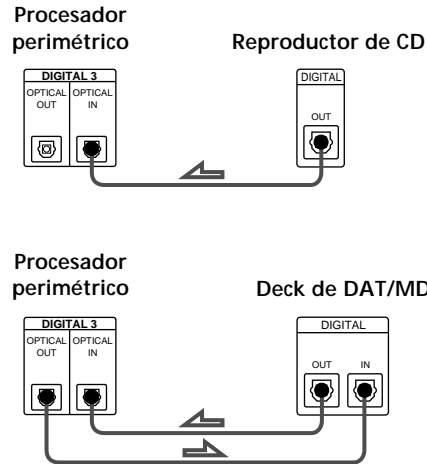 Procesador
perimétrico
Reproductor de CD
DIGITAL 3
OPTICAL OUT
OPTICAL IN
DIGITAL
OUT
Procesador
perimétrico
Deck de DAT/MD
DIGITAL 3
OPTICAL OUT
OPTICAL IN
DIGITAL
OUT IN